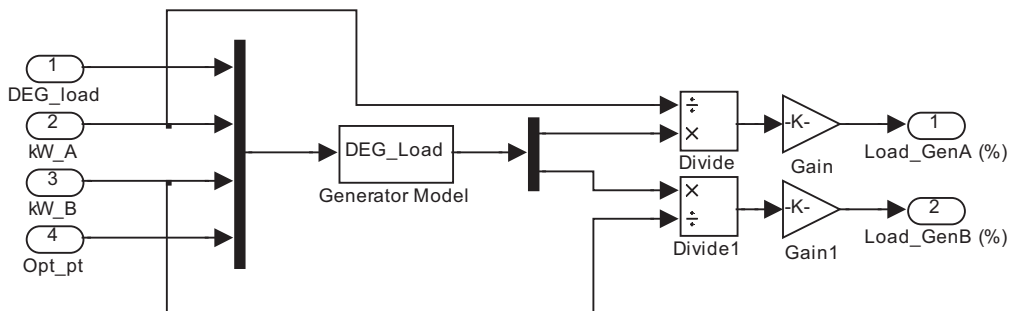 1
DEG_load
2
kW_A
3
kW_B
4
Opt_pt
DEG_Load
Generator Model
÷
×
Divide
×
÷
Divide1
-K-
Gain
-K-
Gain1
1
Load_GenA (%)
2
Load_GenB (%)